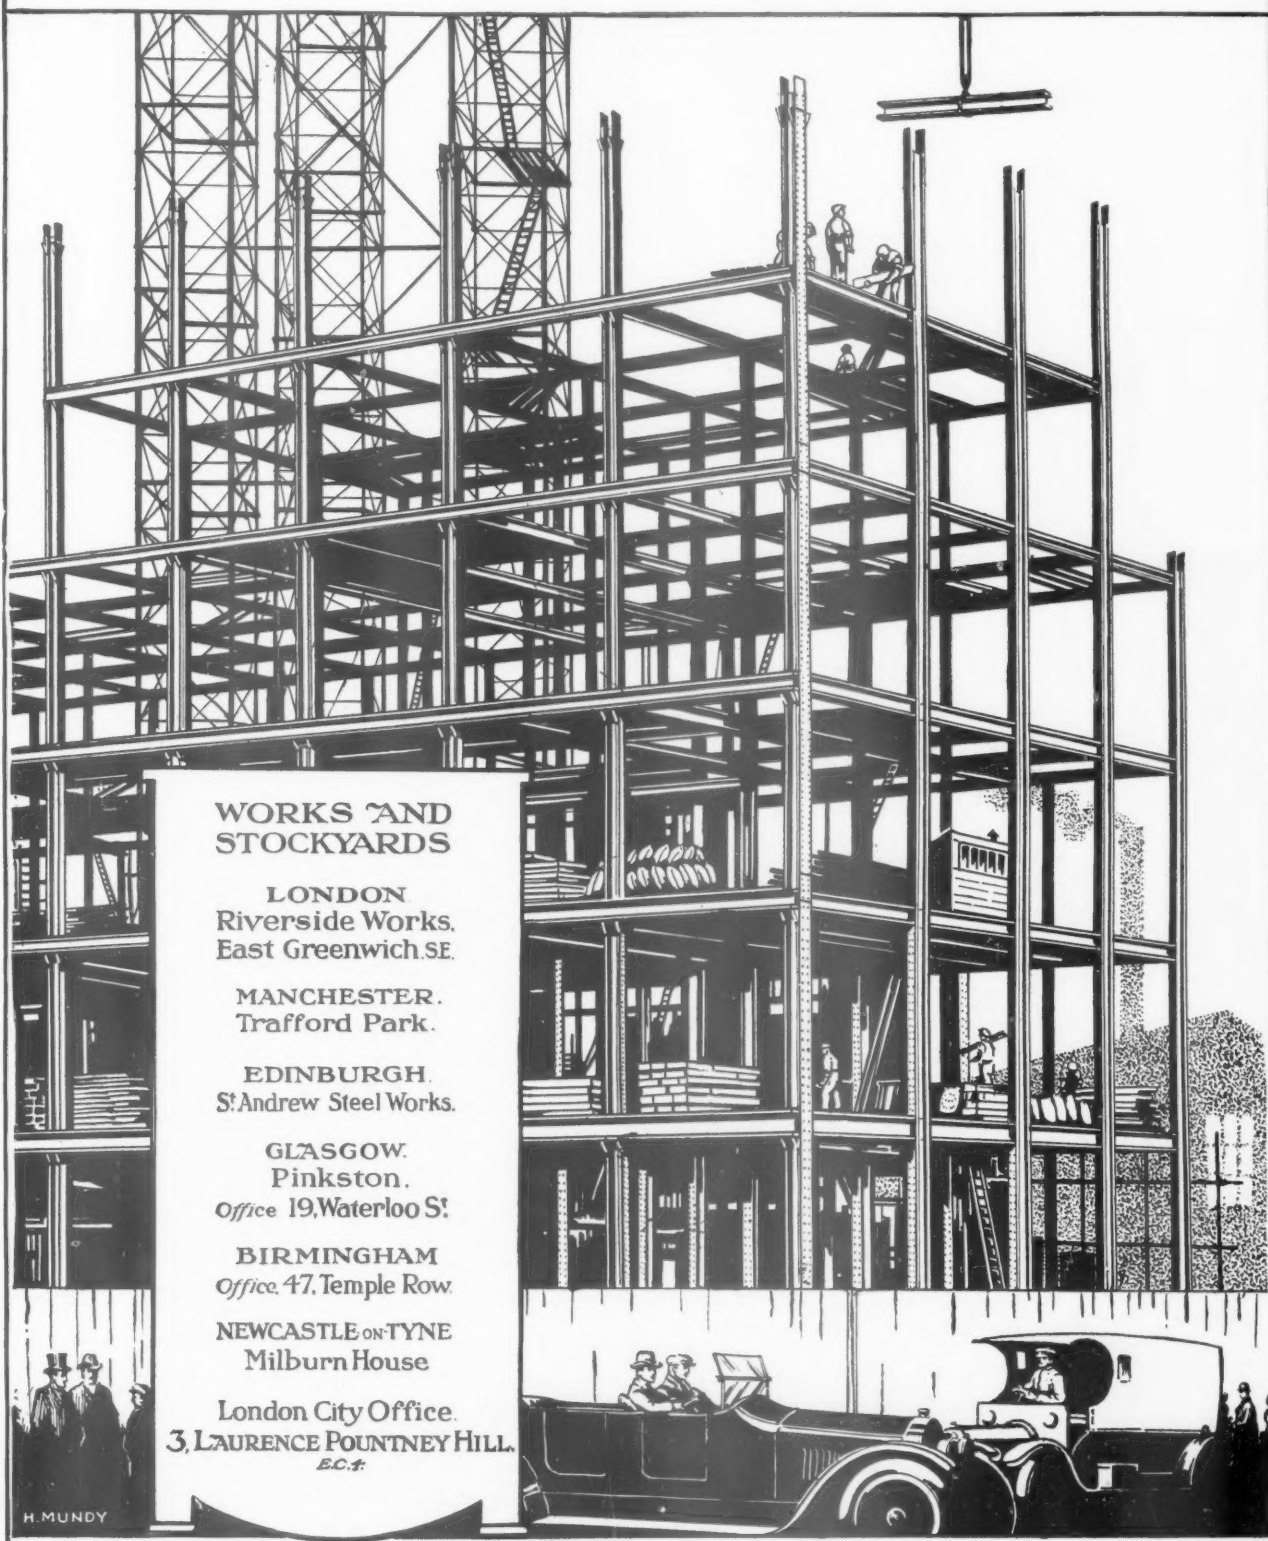 WORKS AND
STOCKYARDS
LONDON
Riverside Works,
East Greenwich. S.E.
MANCHESTER.
Trafford Park.
EDINBURGH.
St Andrew Steel Works.
GLASGOW.
Pinkston,
Office 19, Waterloo St
BIRMINGHAM
Office. 47, Temple Row.
NEWCASTLE-ON-TYNE
Milburn House
London City Office.
3, LAURENCE POUNTNEY HILL.
E.C.4.
H. MUNDY